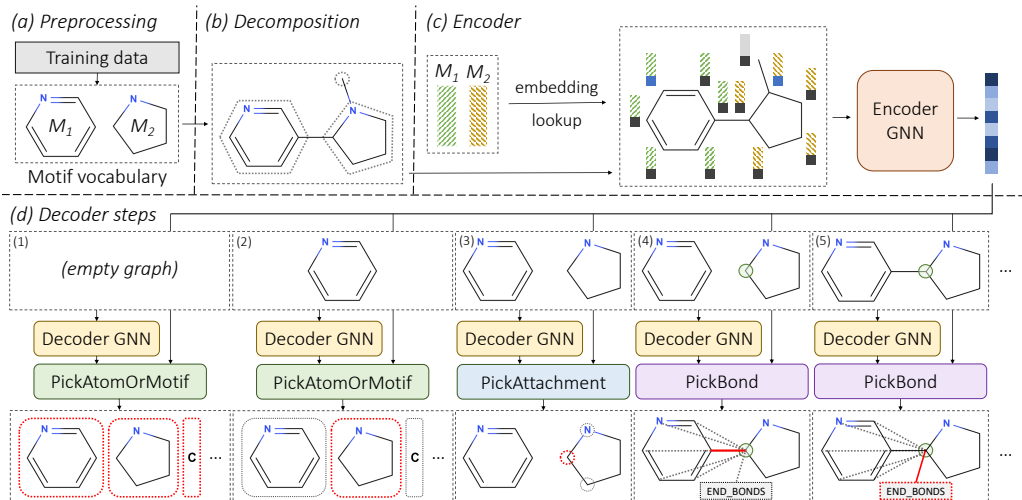 (a) Preprocessing
Training data
N
M1
N
M2
Motif vocabulary
(b) Decomposition
N
N
(c) Encoder
M1 M2
embedding
lookup
Encoder
GNN
(d) Decoder steps
(1)
(empty graph)
Decoder GNN
PickAtomOrMotif
N
N
C
...
(2)
N
Decoder GNN
PickAtomOrMotif
N
N
C
...
(3)
N
N
Decoder GNN
PickAttachment
N
N
(4)
N
N
Decoder GNN
PickBond
N
N
END_BONDS
(5)
N
N
...
Decoder GNN
PickBond
N
N
...
END_BONDS